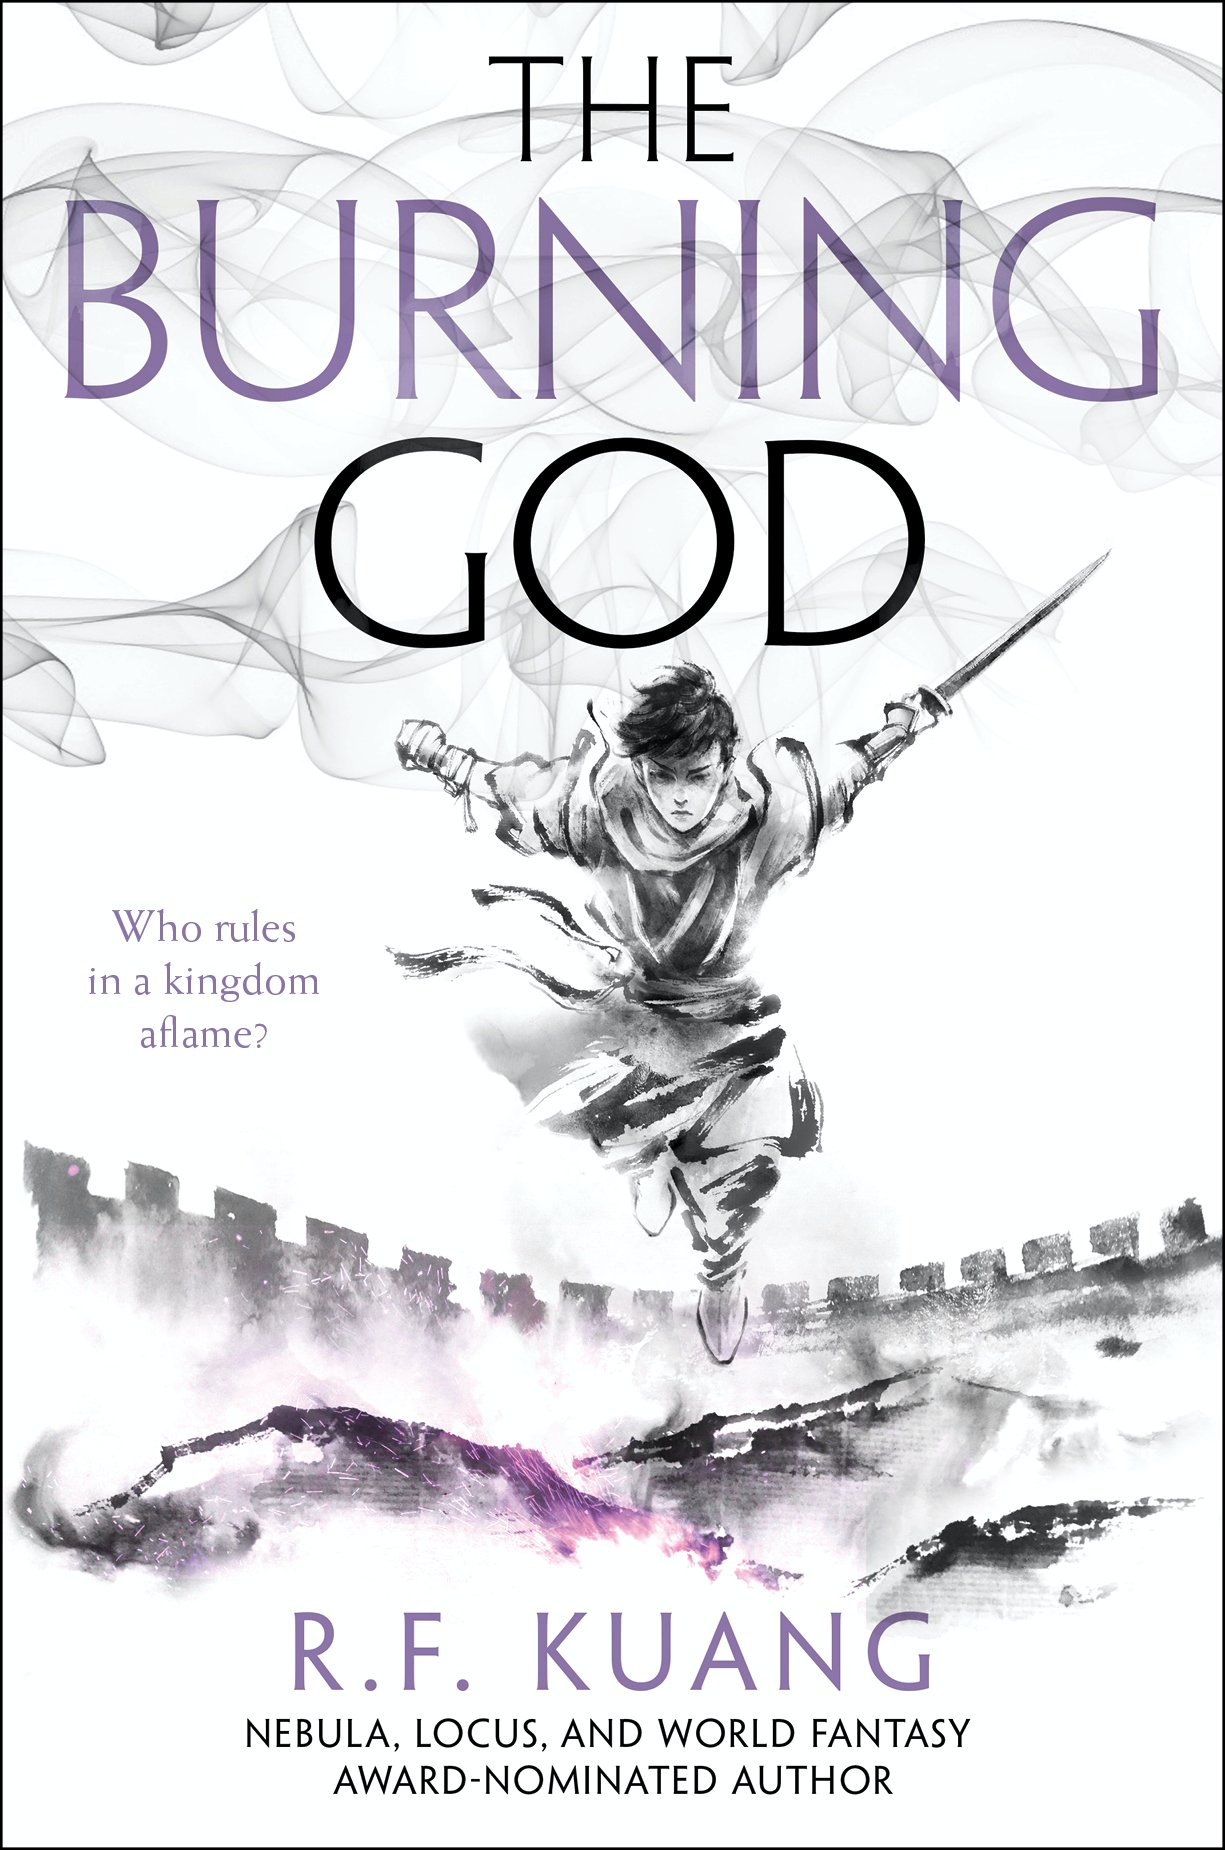 THE
BURNING
GOD
Who rules
in a kingdom
aflame?
R.F. KUANG
NEBULA, LOCUS, AND WORLD FANTASY
AWARD-NOMINATED AUTHOR